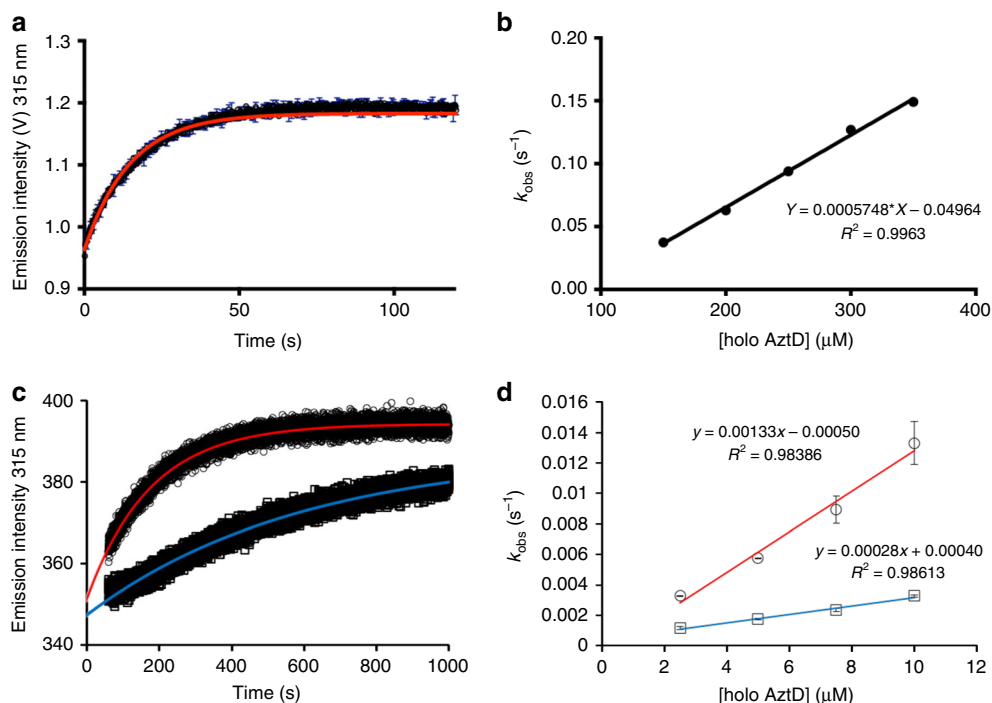 a
Emission intensity (V) 315 nm
1.3
1.2
1.1
1.0
0.9
0
50
100
Time (s)
b
k_obs (s⁻¹)
0.20
0.15
0.10
0.05
0.00
Y = 0.0005748*X − 0.04964
R² = 0.9963
100
200
300
400
[holo AztD] (μM)
c
Emission intensity 315 nm
400
380
360
340
0
200
400
600
800
1000
Time (s)
d
k_obs (s⁻¹)
0.016
0.014
0.012
0.01
0.008
0.006
0.004
0.002
0
y = 0.00133x − 0.00050
R² = 0.98386
y = 0.00028x + 0.00040
R² = 0.98613
0
2
4
6
8
10
12
[holo AztD] (μM)